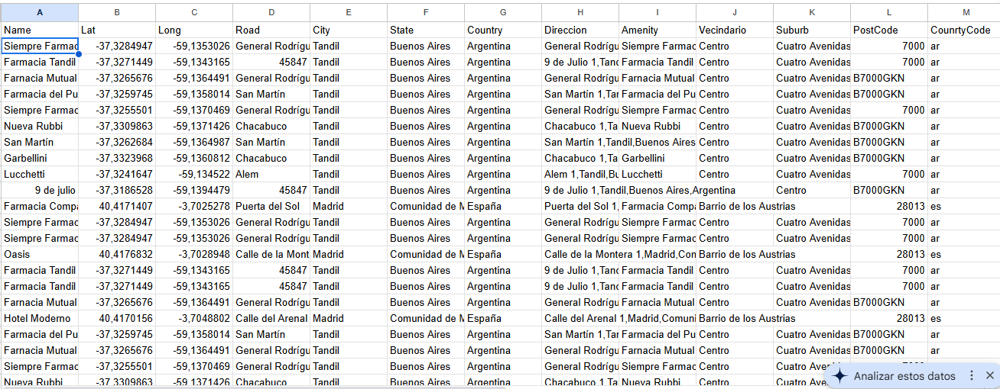 A B C D E F G H I J K L M
Name Lat Long Road City State Country Direccion Amenity Vecindario Suburb PostCode CounrtyCode
Siempre Farmac -37,3284947 -59,1353026 General Rodrígu Tandil Buenos Aires Argentina General Rodrígu Siempre Farmac Centro Cuatro Avenidas 7000 ar
Farmacia Tandil -37,3271449 -59,1343165 45847 Tandil Buenos Aires Argentina 9 de Julio 1,Tand Farmacia Tandil Centro Cuatro Avenidas 7000 ar
Farnacia Mutual -37,3265676 -59,1364491 General Rodrígu Tandil Buenos Aires Argentina General Rodrígu Farnacia Mutual Centro Cuatro Avenidas B7000GKN ar
Farmacia del Pu -37,3259745 -59,1358014 San Martín Tandil Buenos Aires Argentina San Martín 1,Tar Farmacia del Pu Centro Cuatro Avenidas B7000GKN ar
Siempre Farmac -37,3255501 -59,1370469 General Rodrígu Tandil Buenos Aires Argentina General Rodrígu Siempre Farmac Centro Cuatro Avenidas 7000 ar
Nueva Rubbi -37,3309863 -59,1371426 Chacabuco Tandil Buenos Aires Argentina Chacabuco 1,Ta Nueva Rubbi Centro Cuatro Avenidas B7000GKN ar
San Martín -37,3262684 -59,1364987 San Martín Tandil Buenos Aires Argentina San Martín 1,Tandil,Buenos Aires Centro Cuatro Avenidas B7000GKN ar
Garbellini -37,3323968 -59,1360812 Chacabuco Tandil Buenos Aires Argentina Chacabuco 1,Ta Garbellini Centro Cuatro Avenidas B7000GKN ar
Lucchetti -37,3241647 -59,134522 Alem Tandil Buenos Aires Argentina Alem 1,Tandil,Bu Lucchetti Centro Cuatro Avenidas 7000 ar
9 de julio -37,3186528 -59,1394479 45847 Tandil Buenos Aires Argentina 9 de Julio 1,Tandil,Buenos Aires,Argentina Centro B7000GKN ar
Farmacia Compa 40,4171407 -3,7025278 Puerta del Sol Madrid Comunidad de M España Puerta del Sol 1, Farmacia Compa Barrio de los Austrias 28013 es
Siempre Farmac -37,3284947 -59,1353026 General Rodrígu Tandil Buenos Aires Argentina General Rodrígu Siempre Farmac Centro Cuatro Avenidas 7000 ar
Siempre Farmac -37,3284947 -59,1353026 General Rodrígu Tandil Buenos Aires Argentina General Rodrígu Siempre Farmac Centro Cuatro Avenidas 7000 ar
Oasis 40,4176832 -3,7028948 Calle de la Mont Madrid Comunidad de M España Calle de la Montera 1,Madrid,Com Barrio de los Austrias 28013 es
Farmacia Tandil -37,3271449 -59,1343165 45847 Tandil Buenos Aires Argentina 9 de Julio 1,Tand Farmacia Tandil Centro Cuatro Avenidas 7000 ar
Farmacia Tandil -37,3271449 -59,1343165 45847 Tandil Buenos Aires Argentina 9 de Julio 1,Tand Farmacia Tandil Centro Cuatro Avenidas 7000 ar
Farnacia Mutual -37,3265676 -59,1364491 General Rodrígu Tandil Buenos Aires Argentina General Rodrígu Farnacia Mutual Centro Cuatro Avenidas B7000GKN ar
Hotel Moderno 40,4170156 -3,7048802 Calle del Arenal Madrid Comunidad de M España Calle del Arenal 1,Madrid,Comuni Barrio de los Austrias 28013 es
Farmacia del Pu -37,3259745 -59,1358014 San Martín Tandil Buenos Aires Argentina San Martín 1,Tar Farmacia del Pu Centro Cuatro Avenidas B7000GKN ar
Farnacia Mutual -37,3265676 -59,1364491 General Rodrígu Tandil Buenos Aires Argentina General Rodrígu Farnacia Mutual Centro Cuatro Avenidas B7000GKN ar
Siempre Farmac -37,3255501 -59,1370469 General Rodrígu Tandil Buenos Aires Argentina General Rodrígu Siempre Farmac Centro Cuatro Ave
Nueva Rubbi -37,3309863 -59,1371426 Chacabuco Tandil Buenos Aires Argentina Chacabuco 1,Ta Nueva Rubbi Centro Cuatro Ave
Analizar estos datos